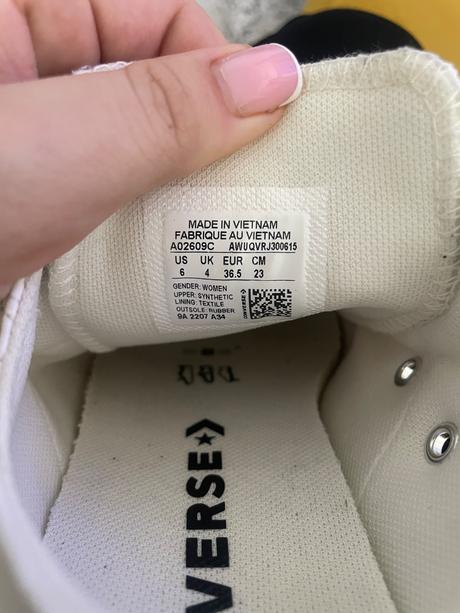 MADE IN VIETNAM
FABRIQUE AU VIETNAM
A02609C AWUQVRJ300615
US UK EUR CM
6 4 36.5 23
GENDER: WOMEN
UPPER: SYNTHETIC
LINING: TEXTILE
OUTSOLE: RUBBER
9A 2207 A34
CONVERSE
VERSE